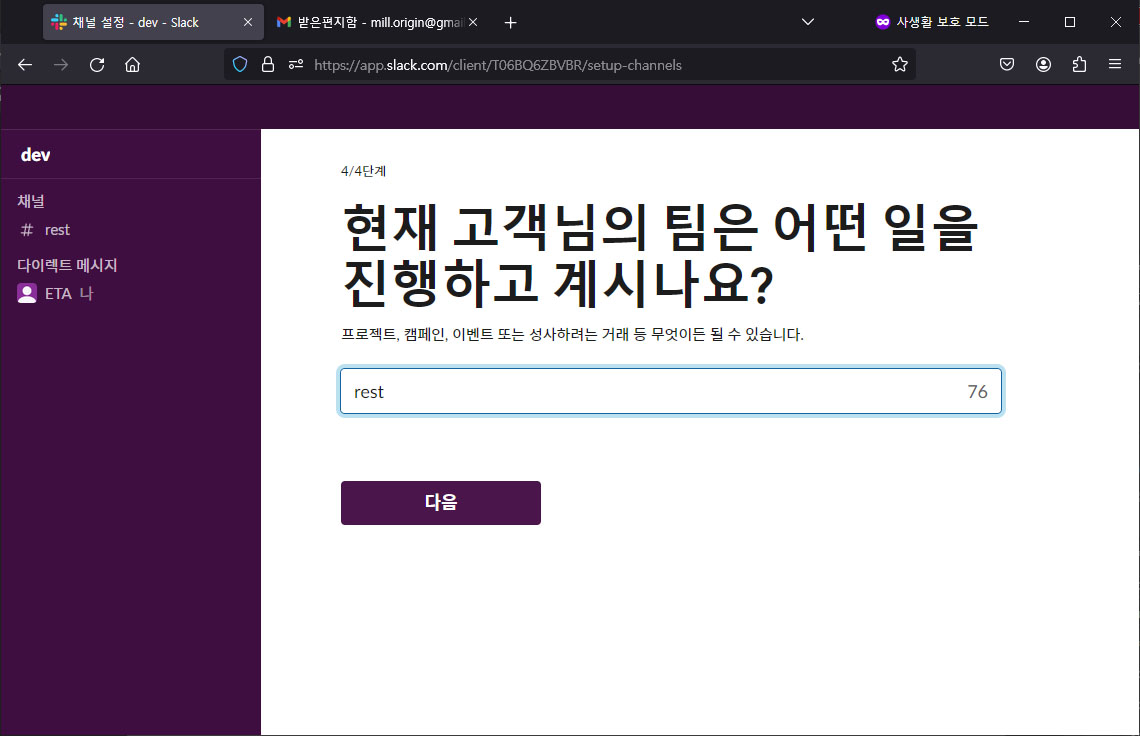 채널 설정 - dev - Slack
받은편지함 - mill.origin@gmai
사생활 보호 모드
https://app.slack.com/client/T06BQ6ZBVBR/setup-channels
dev
채널
# rest
다이렉트 메시지
ETA 나
4/4단계
현재 고객님의 팀은 어떤 일을
진행하고 계시나요?
프로젝트, 캠페인, 이벤트 또는 성사하려는 거래 등 무엇이든 될 수 있습니다.
rest 76
다음